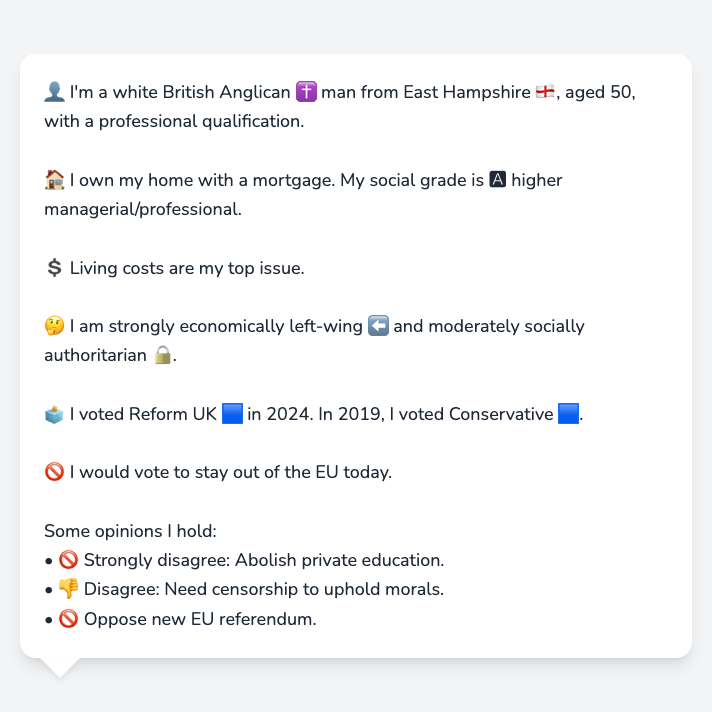 👤 I'm a white British Anglican ✝️ man from East Hampshire 🏴󠁧󠁢󠁥󠁮󠁧󠁿, aged 50,
with a professional qualification.
🏠 I own my home with a mortgage. My social grade is 🅰 higher
managerial/professional.
💲 Living costs are my top issue.
🤔 I am strongly economically left-wing ⬅️ and moderately socially
authoritarian 🔒.
🗳️ I voted Reform UK 🟦 in 2024. In 2019, I voted Conservative 🟦.
🚫 I would vote to stay out of the EU today.
Some opinions I hold:
• 🚫 Strongly disagree: Abolish private education.
• 👎 Disagree: Need censorship to uphold morals.
• 🚫 Oppose new EU referendum.